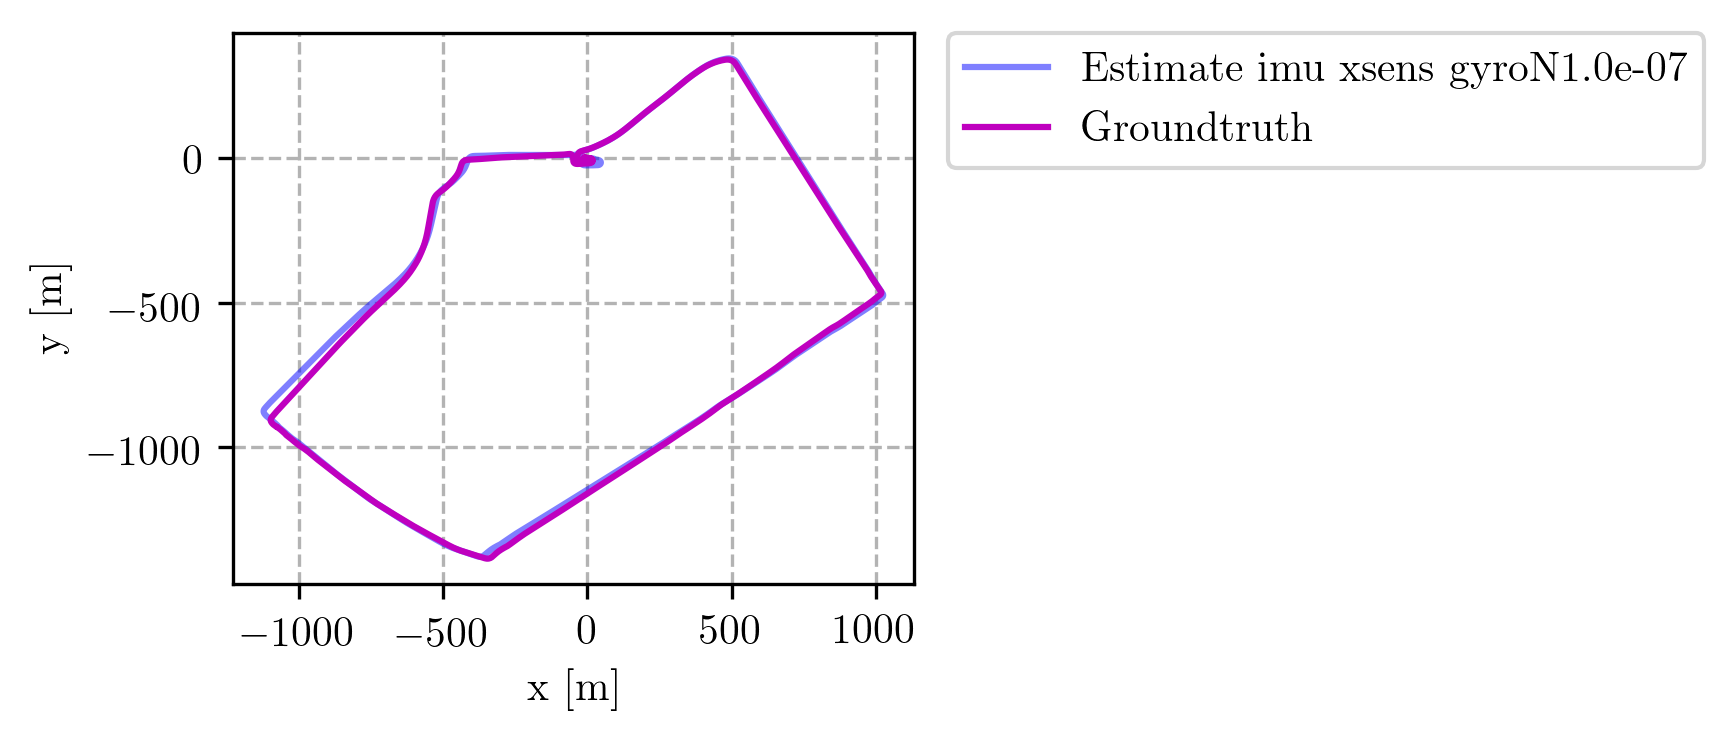 Estimate imu xsens gyroN1.0e-07
Groundtruth
0
−500
−1000
y [m]
−1000 −500 0 500 1000
x [m]